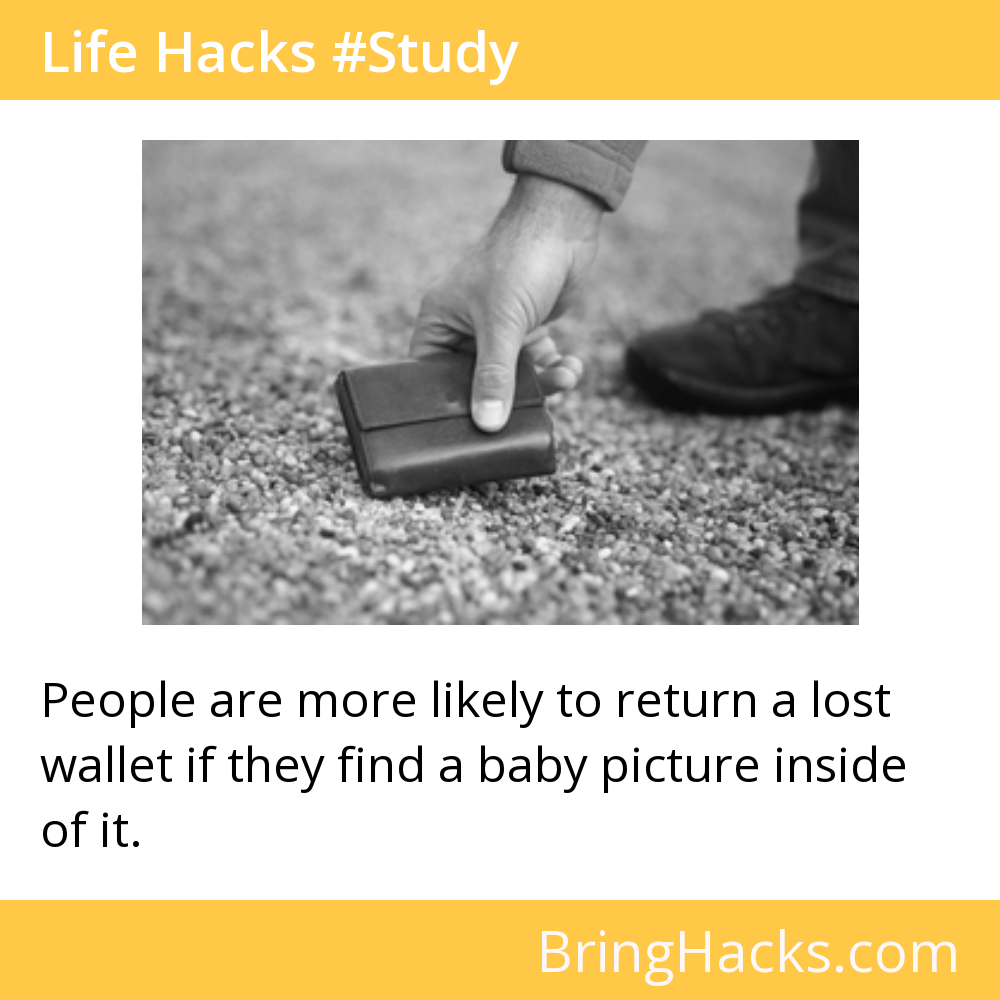 Life Hacks #Study
People are more likely to return a lost
wallet if they find a baby picture inside
of it.
BringHacks.com